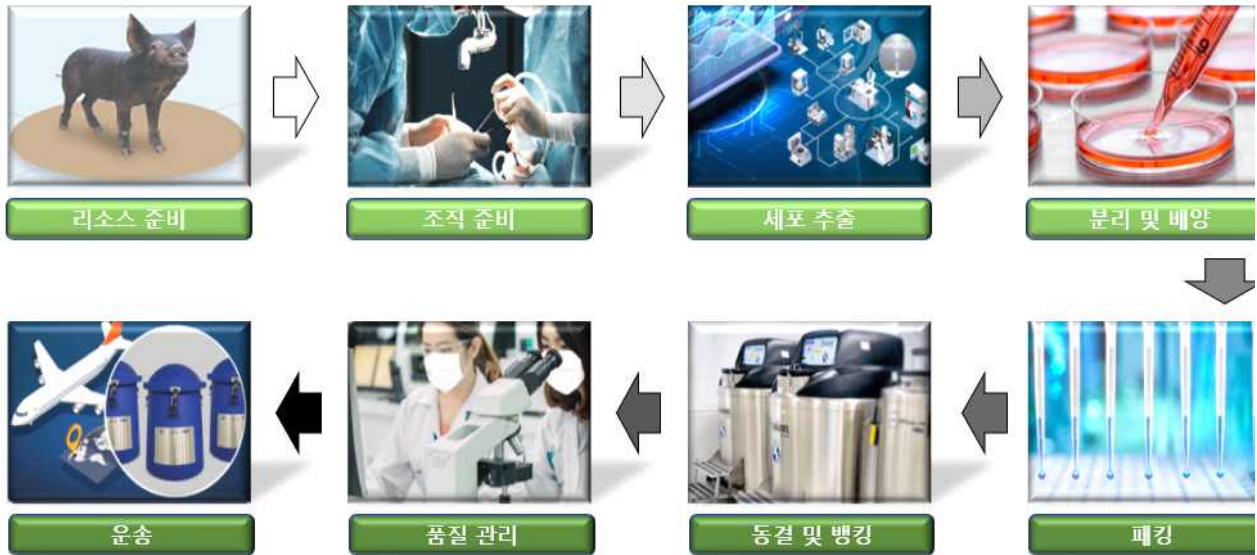 리소스 준비
조직 준비
세포 추출
분리 및 배양
운송
품질 관리
동결 및 뱅킹
패킹